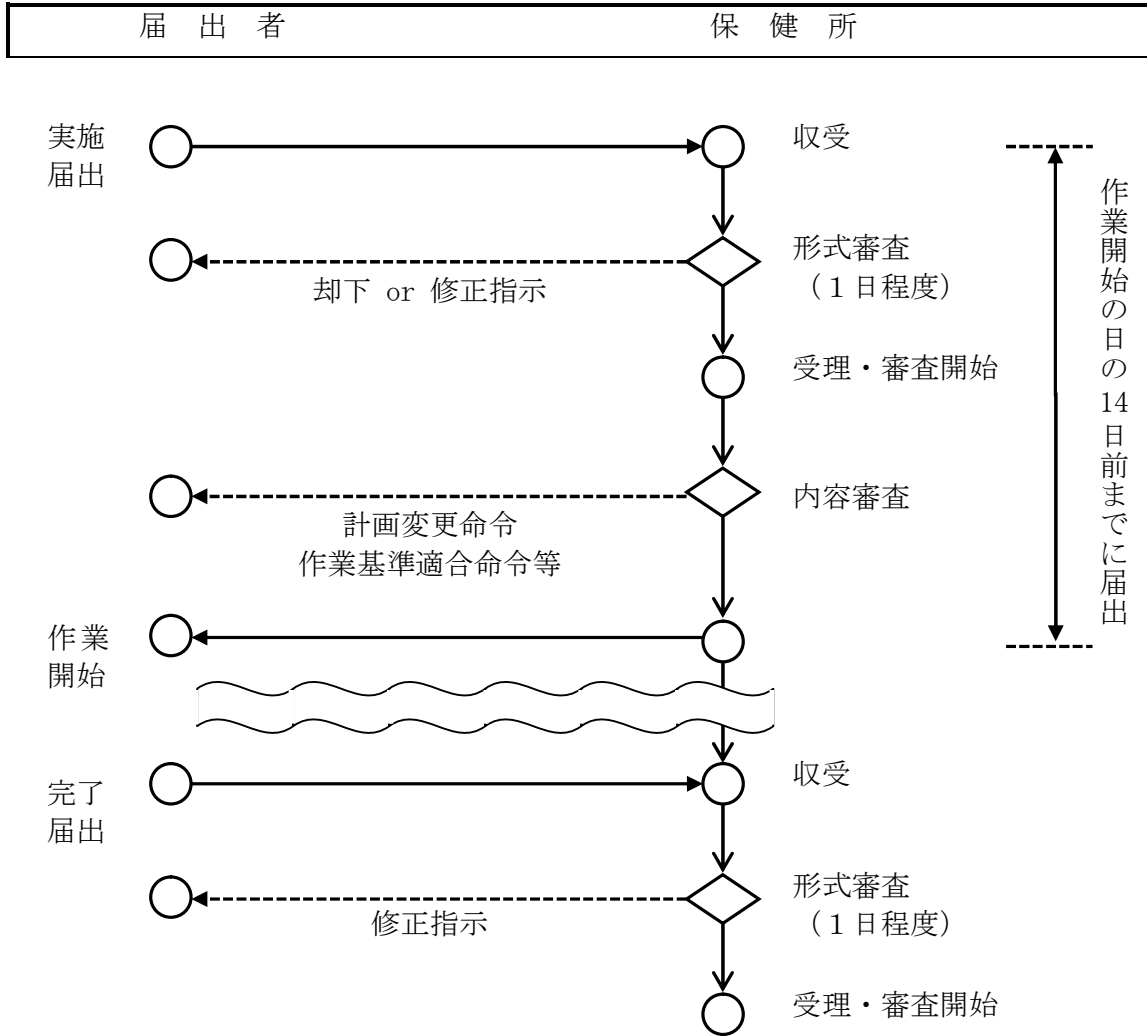 届 出 者 保 健 所
実施
届出
収受
形式審査
（１日程度）
却下 or 修正指示
受理・審査開始
内容審査
計画変更命令
作業基準適合命令等
作業
開始
作業開始の日の14日前までに届出
完了
届出
収受
形式審査
（１日程度）
修正指示
受理・審査開始